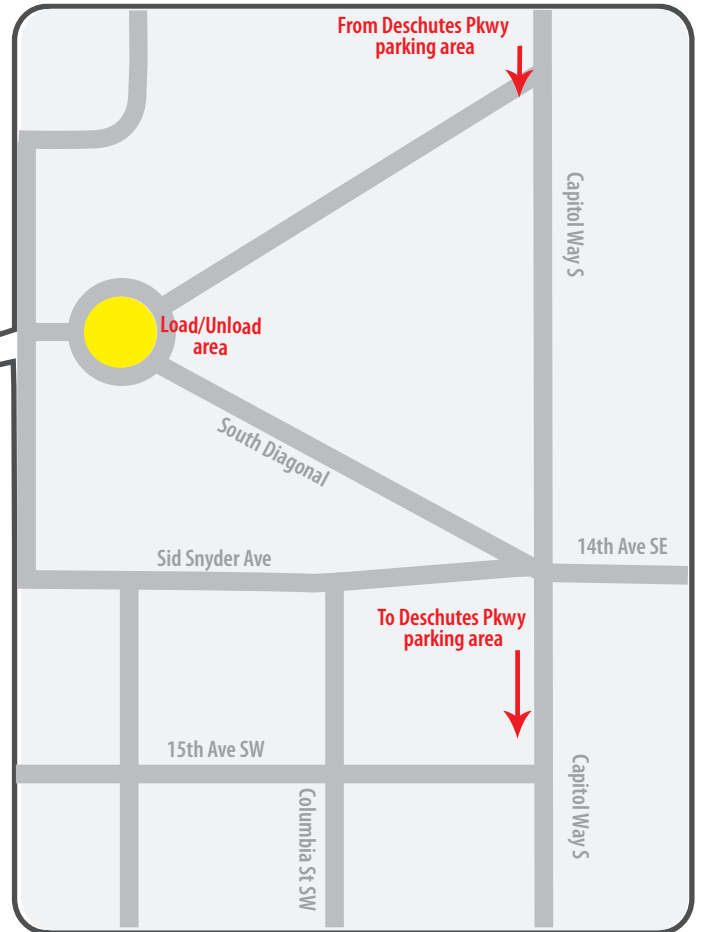 From Deschutes Pkwy
parking area
Capitol Way S
Load/Unload
area
South Diagonal
14th Ave SE
Sid Snyder Ave
To Deschutes Pkwy
parking area
15th Ave SW
Columbia St SW
Capitol Way S